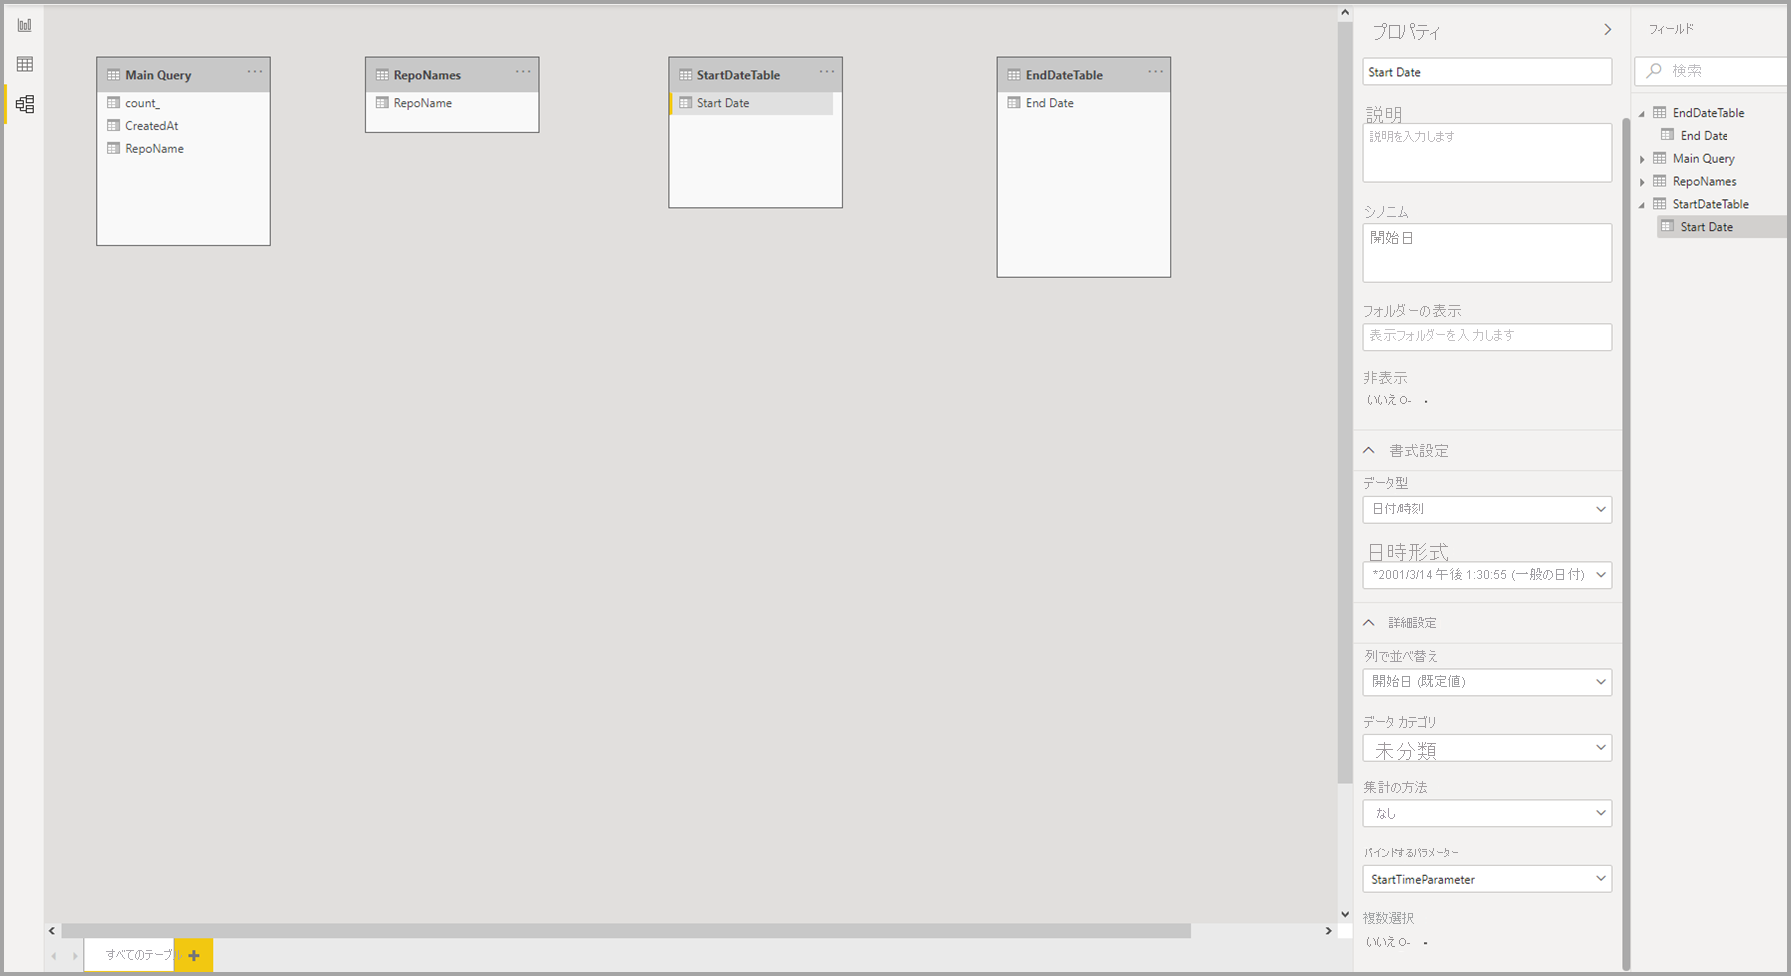 Main Query
count_
CreatedAt
RepoName
RepoNames
RepoName
StartDateTable
Start Date
EndDateTable
End Date
すべてのテーブル
プロパティ
Start Date
説明
説明を入力します
シノニム
開始日
フォルダーの表示
表示フォルダーを入力します
非表示
いいえ
書式設定
データ型
日付/時刻
日時形式
*2001/3/14 午後 1:30:55 (一般の日付)
詳細設定
列で並べ替え
開始日 (既定値)
データ カテゴリ
未分類
集計の方法
なし
バインドするパラメーター
StartTimeParameter
複数選択
いいえ
フィールド
検索
EndDateTable
End Date
Main Query
RepoNames
StartDateTable
Start Date